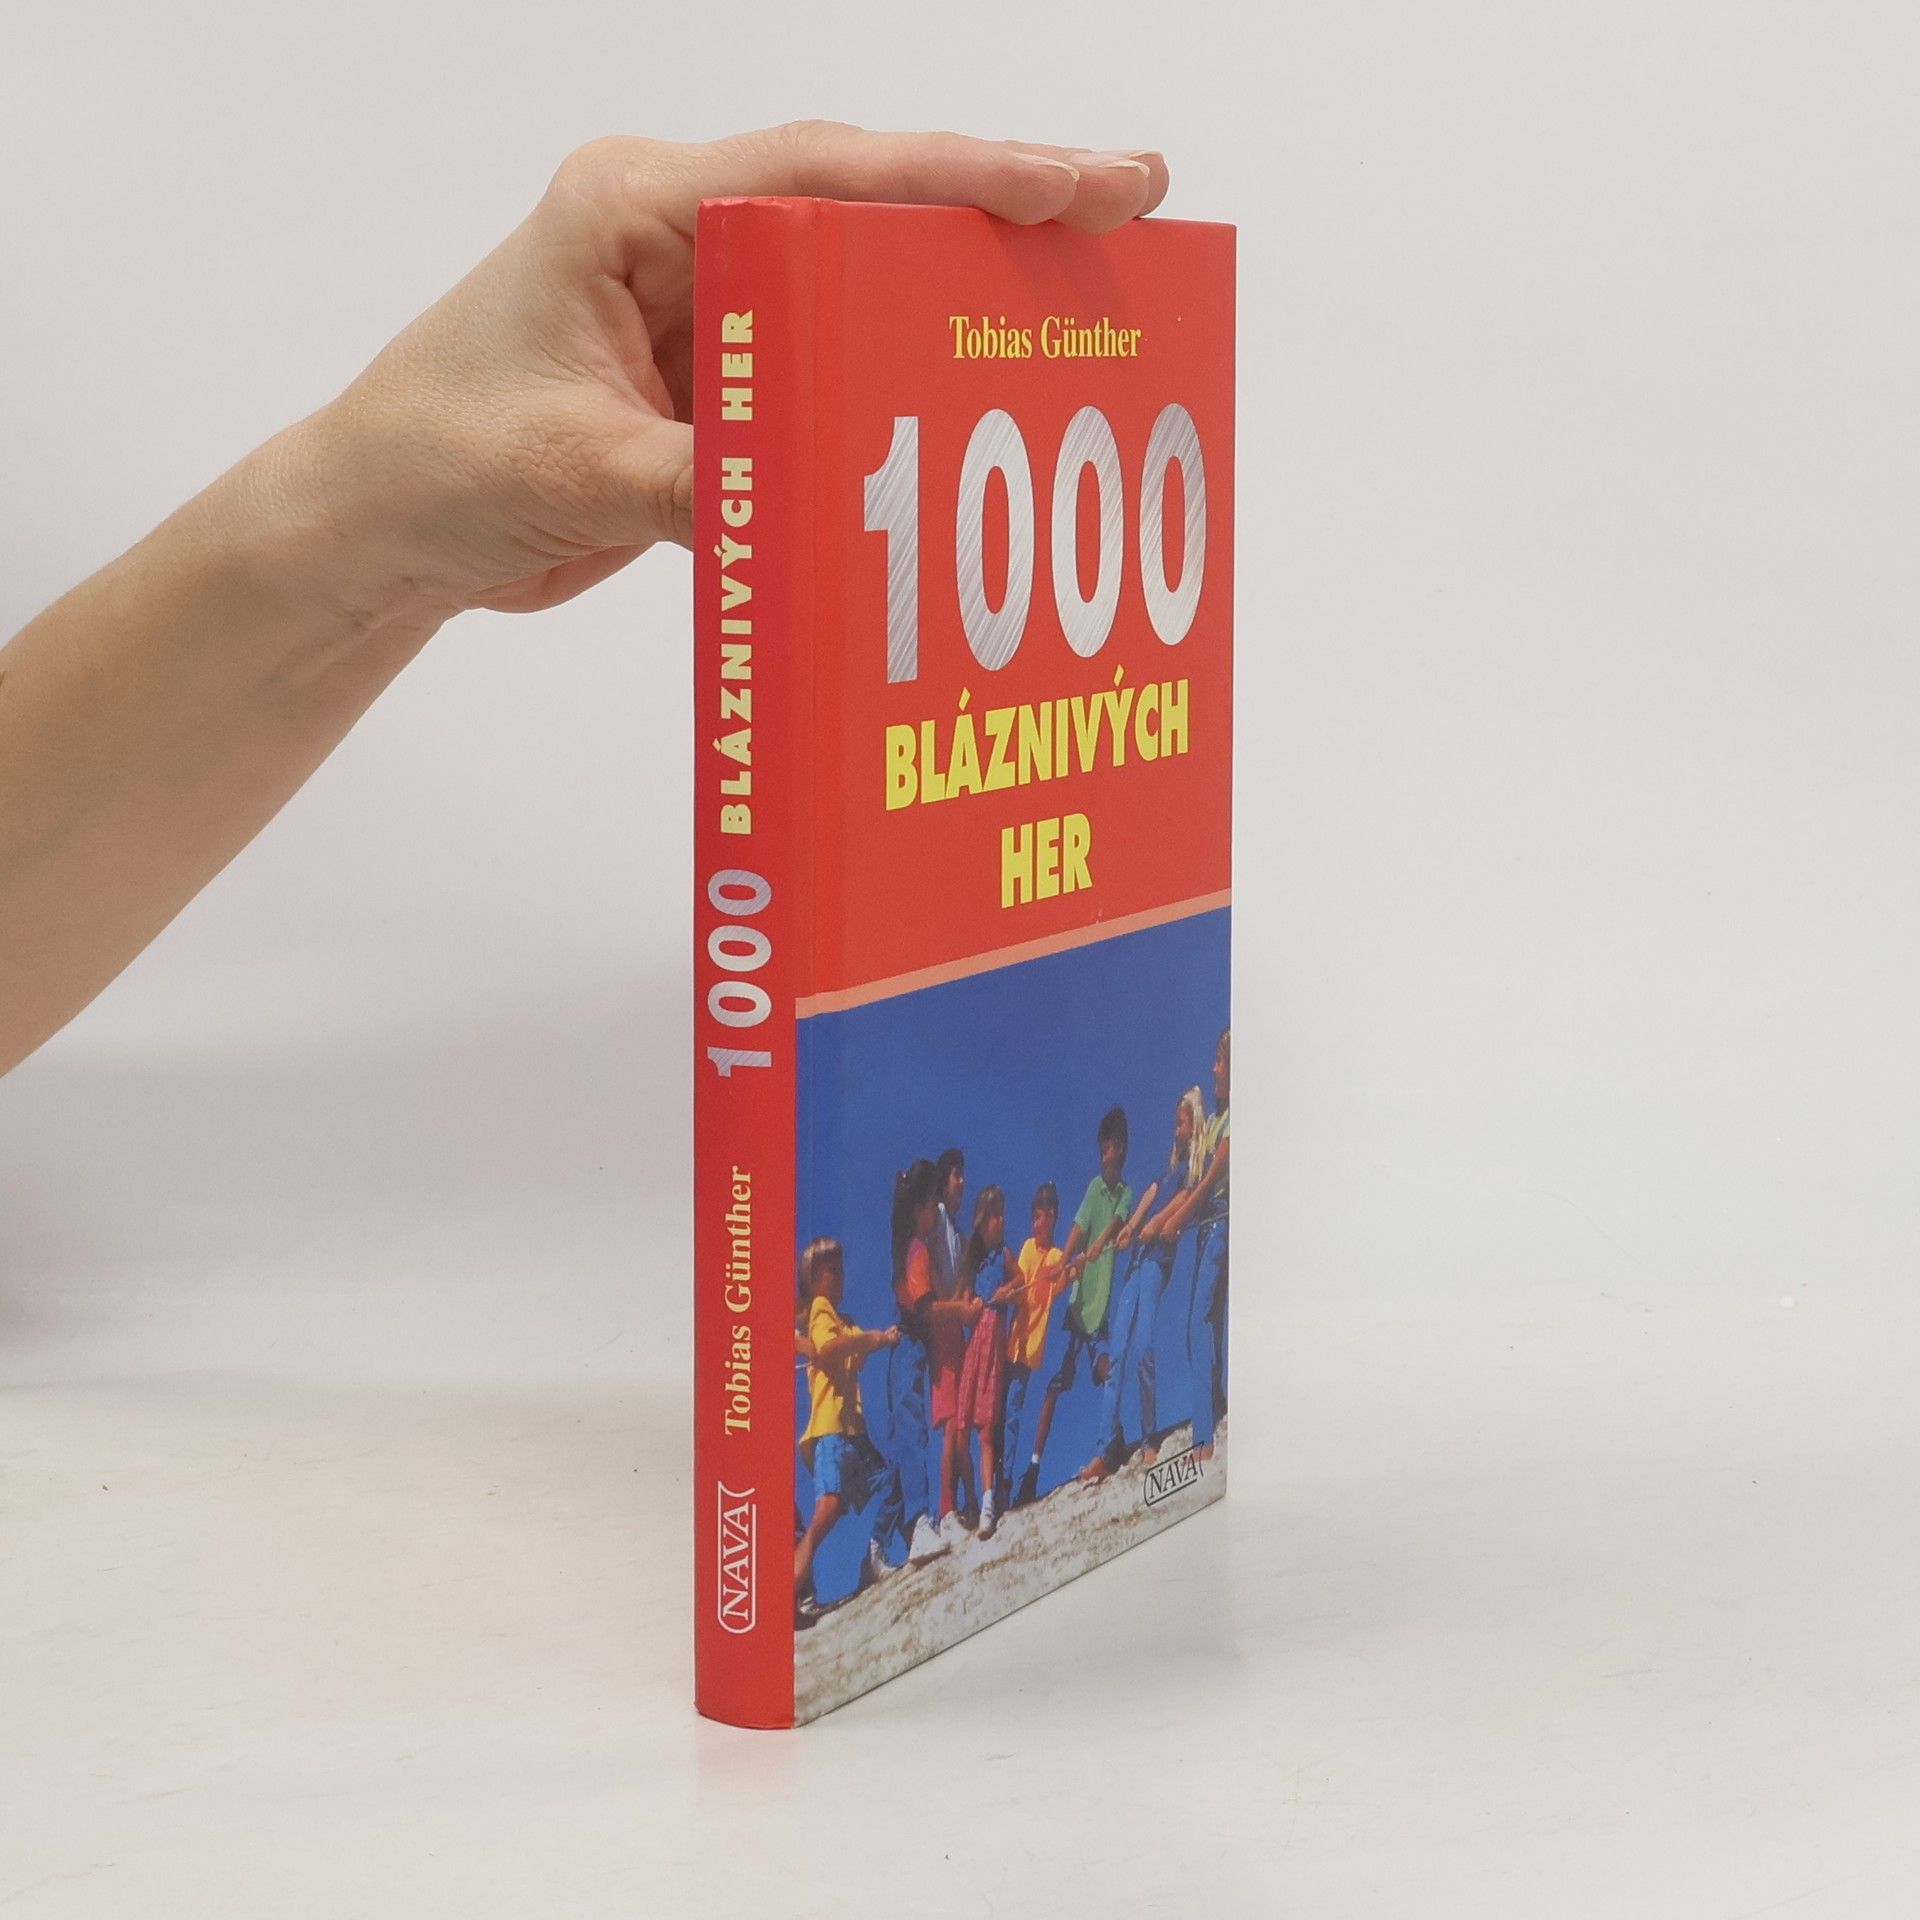 Tobias Günther
1000
BLÁZNIVÝCH
HER
NAVA
NAVA Tobias Günther 1000 BLÁZNIVÝCH HER